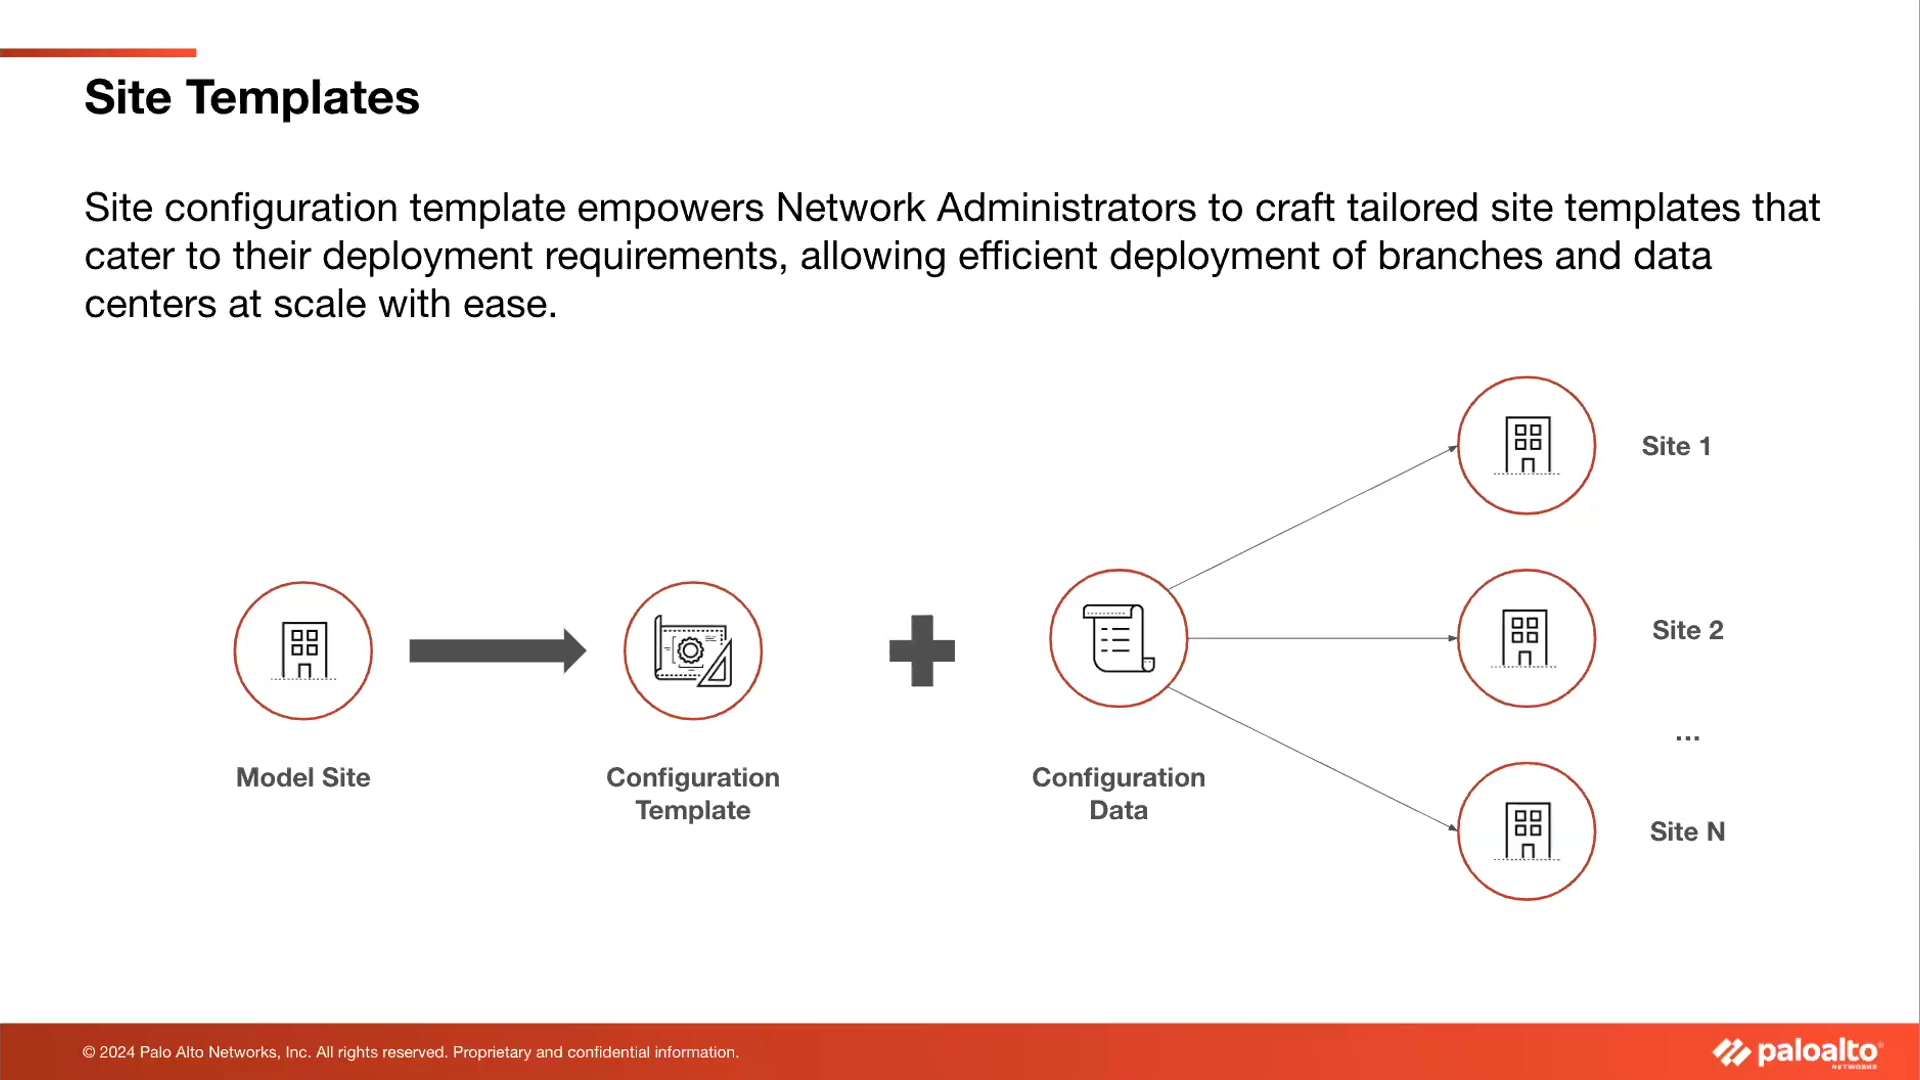 Site Templates
Site configuration template empowers Network Administrators to craft tailored site templates that
cater to their deployment requirements, allowing efficient deployment of branches and data
centers at scale with ease.
Site 1
Site 2
...
Site N
Model Site
Configuration
Template
Configuration
Data
© 2024 Palo Alto Networks, Inc. All rights reserved. Proprietary and confidential information.
paloalto
NETWORKS